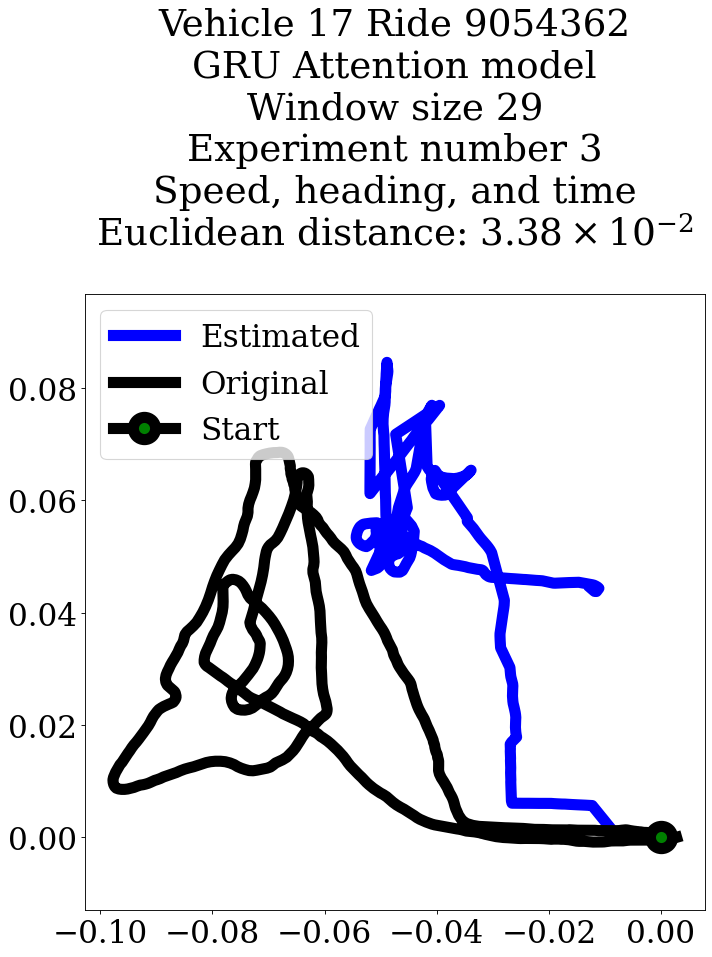 Vehicle 17 Ride 9054362
GRU Attention model
Window size 29
Experiment number 3
Speed, heading, and time
Euclidean distance: 3.38 × 10⁻²
Estimated
Original
Start
0.08
0.06
0.04
0.02
0.00
−0.10 −0.08 −0.06 −0.04 −0.02 0.00